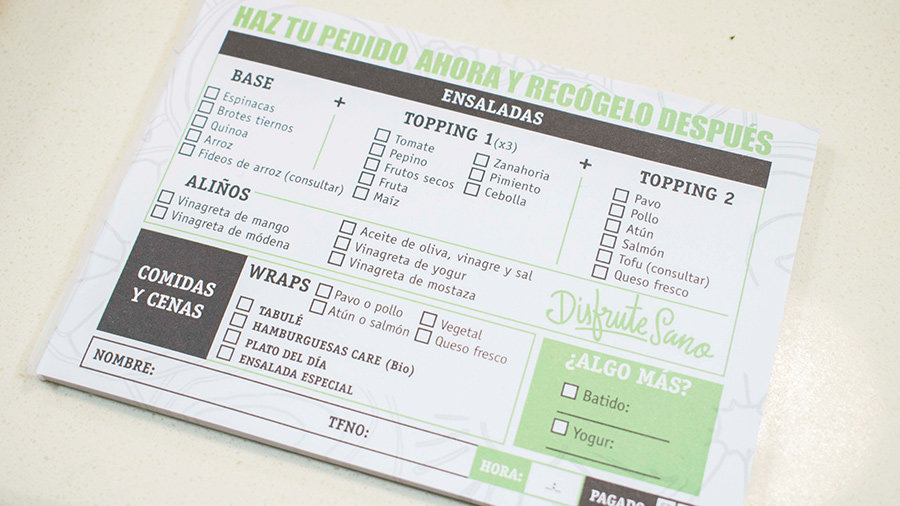 HAZ TU PEDIDO AHORA Y RECÓGELO DESPUÉS
ENSALADAS
BASE
Espinacas
Brotes tiernos
Quinoa
Arroz
Fideos de arroz (consultar)
+
TOPPING 1 (x3)
Tomate
Pepino
Frutos secos
Fruta
Maíz
Zanahoria
Pimiento
Cebolla
+
TOPPING 2
Pavo
Pollo
Atún
Salmón
Tofu (consultar)
Queso fresco
ALIÑOS
Vinagreta de mango
Vinagreta de módena
Aceite de oliva, vinagre y sal
Vinagreta de yogur
Vinagreta de mostaza
COMIDAS
Y CENAS
WRAPS
Pavo o pollo
Atún o salmón
Vegetal
Queso fresco
TABULÉ
HAMBURGUESAS CARE (Bio)
PLATO DEL DÍA
ENSALADA ESPECIAL
Disfrute Sano
¿ALGO MÁS?
Batido:
Yogur:
NOMBRE:
TFNO:
HORA:
:
PAGADO